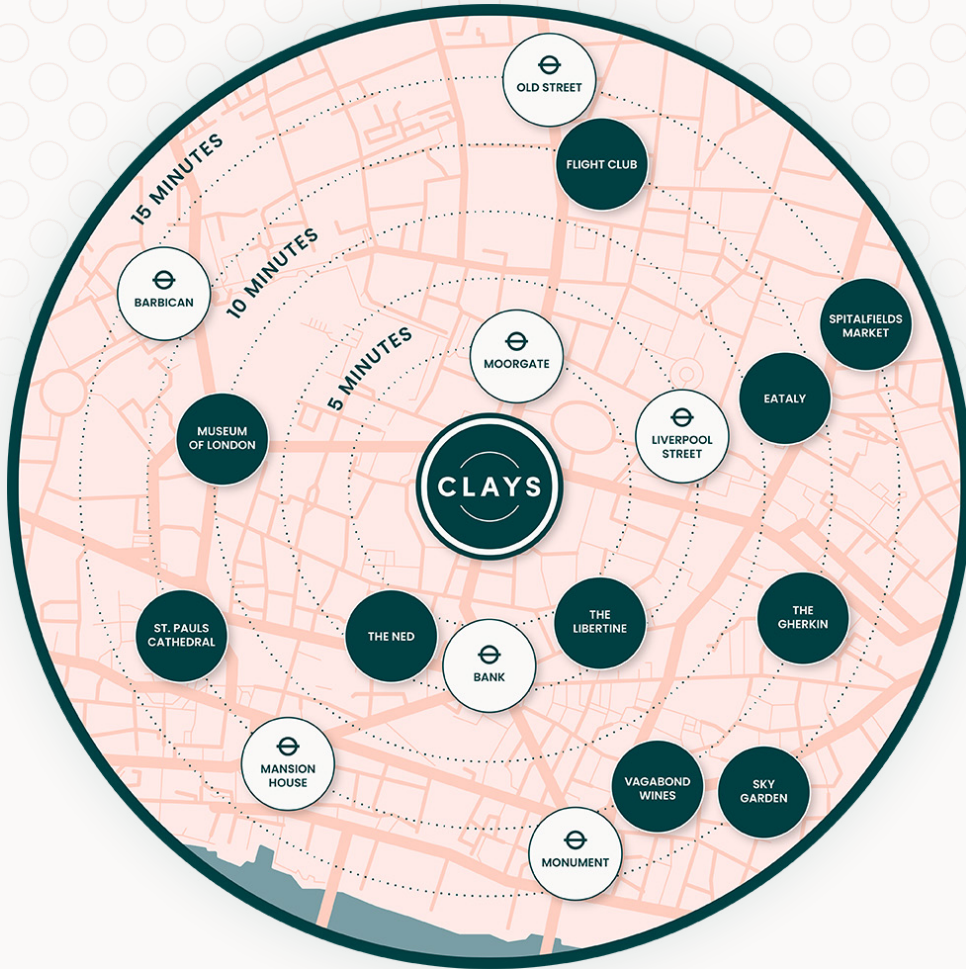 OLD STREET
FLIGHT CLUB
15 MINUTES
10 MINUTES
BARBICAN
5 MINUTES
MOORGATE
SPITALFIELDS
MARKET
EATALY
MUSEUM
OF LONDON
LIVERPOOL
STREET
CLAYS
ST. PAULS
CATHEDRAL
THE NED
BANK
THE
LIBERTINE
THE
GHERKIN
MANSION
HOUSE
VAGABOND
WINES
SKY
GARDEN
MONUMENT